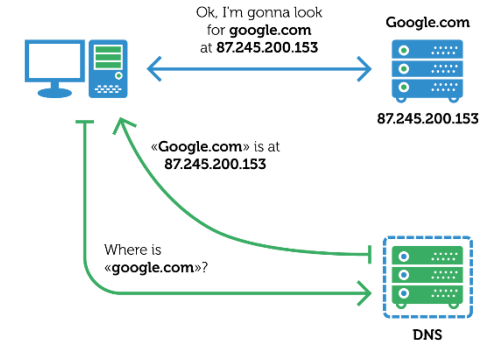 Ok, I'm gonna look
for google.com
at 87.245.200.153
Google.com
87.245.200.153
«Google.com» is at
87.245.200.153
Where is
«google.com»?
DNS